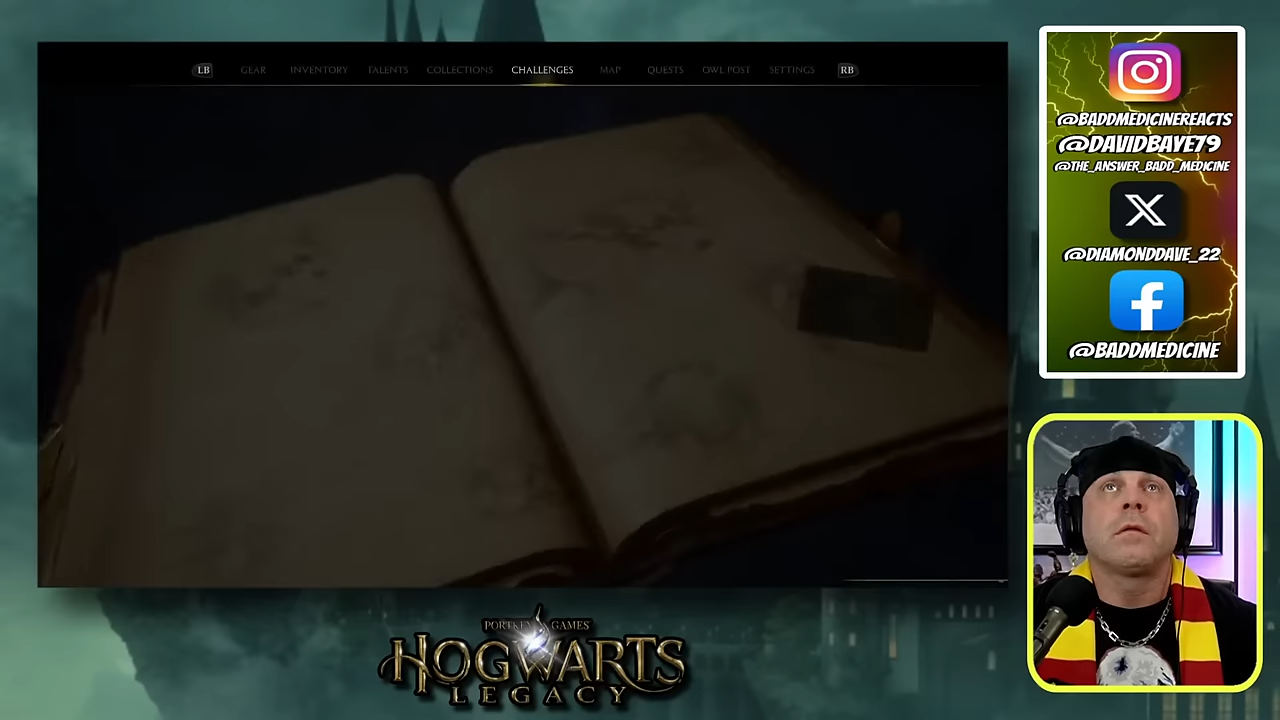 LB GEAR INVENTORY TALENTS COLLECTIONS CHALLENGES MAP QUESTS OWL POST SETTINGS RB
@BADDMEDICINEREACTS
@DAVIDBAYE79
@THE_ANSWER_BADD_MEDICINE
@DIAMONDDAVE_22
@BADDMEDICINE
PORTKEY GAMES
HOGWARTS
LEGACY